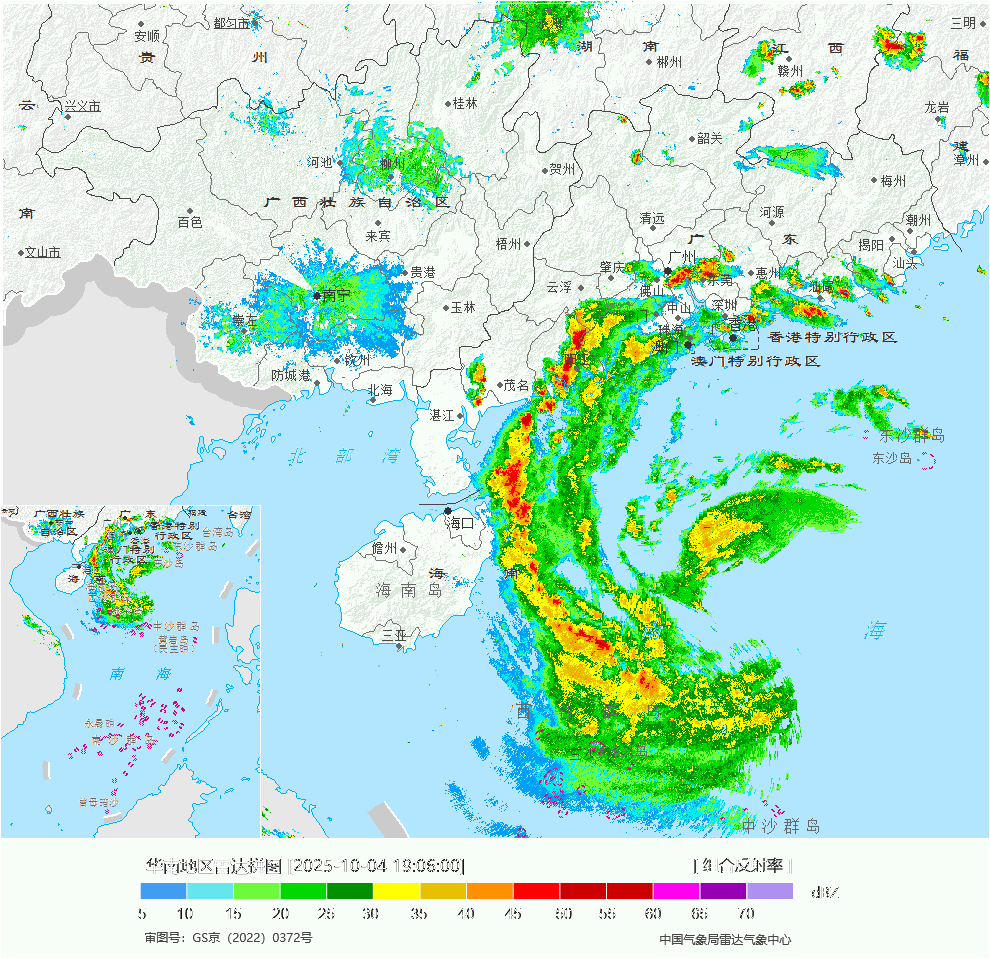 三明
都匀市
安顺
湖 南
江 西
贵 州
福
郴州
赣州
云
兴义市
桂林
龙岩
韶关
建
漳州
河池
柳州
贺州
梅州
广西壮族自治区
南
百色
清远
河源
潮州
来宾
梧州
广 东
揭阳
文山市
广州
汕头
贵港
肇庆
东莞
惠州
云浮
佛山
汕尾
南宁
玉林
中山
深圳
崇左
珠海
香港
香港特别行政区
钦州
澳门特别行政区
防城港
茂名
北海
湛江
东沙群岛
北 部 湾
东沙岛
海口
儋州
海 南
海南岛
三亚
海
西
中沙群岛
广西壮族
自治区
广 东
香港特别
行政区
台湾
台湾岛
澳门特别
行政区
东沙群岛
海
中沙群岛
黄岩岛
(民主礁)
南 海
永暑礁
南沙群岛
曾母暗沙
华南地区雷达拼图 [2025-10-04 19:06:00]
[组合反射率]
dBZ
5 10 15 20 25 30 35 40 45 50 55 60 65 70
审图号：GS京（2022）0372号
中国气象局雷达气象中心